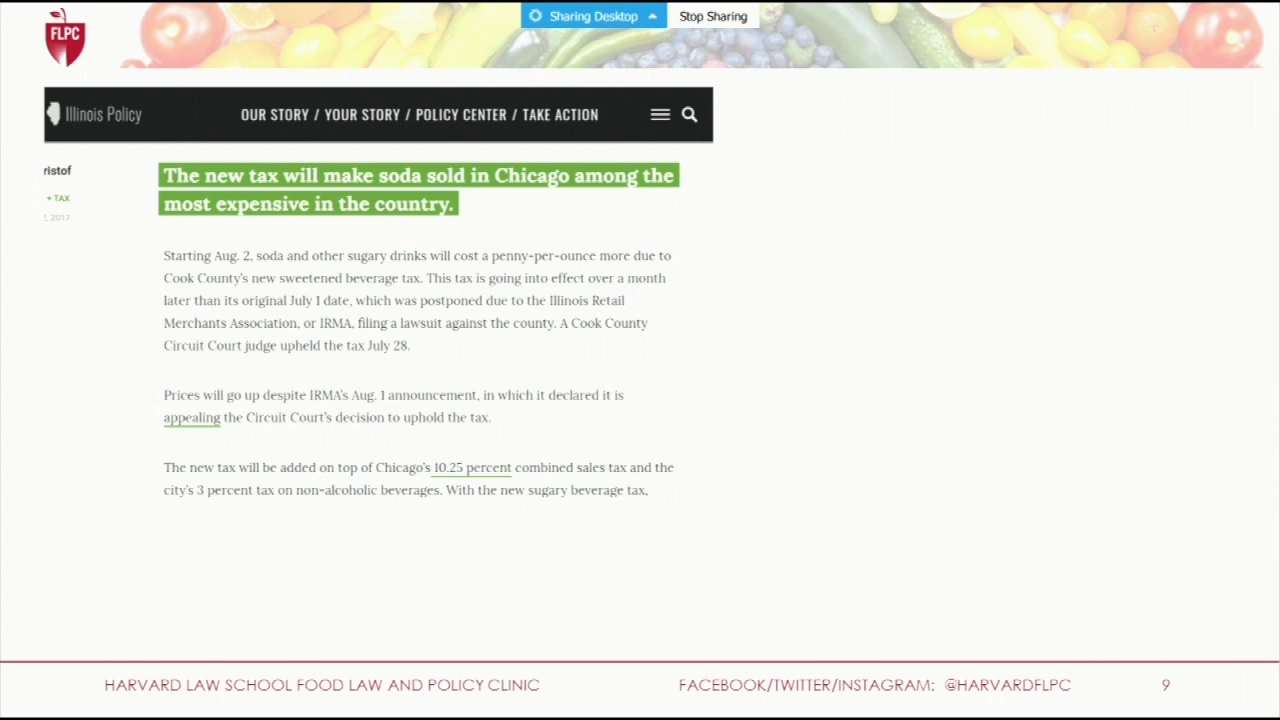 Sharing Desktop Stop Sharing
FLPC
Illinois Policy OUR STORY / YOUR STORY / POLICY CENTER / TAKE ACTION
ristof
+ TAX
2, 2017
The new tax will make soda sold in Chicago among the
most expensive in the country.
Starting Aug. 2, soda and other sugary drinks will cost a penny-per-ounce more due to
Cook County's new sweetened beverage tax. This tax is going into effect over a month
later than its original July 1 date, which was postponed due to the Illinois Retail
Merchants Association, or IRMA, filing a lawsuit against the county. A Cook County
Circuit Court judge upheld the tax July 28.
Prices will go up despite IRMA's Aug. 1 announcement, in which it declared it is
appealing the Circuit Court's decision to uphold the tax.
The new tax will be added on top of Chicago's 10.25 percent combined sales tax and the
city's 3 percent tax on non-alcoholic beverages. With the new sugary beverage tax,
HARVARD LAW SCHOOL FOOD LAW AND POLICY CLINIC FACEBOOK/TWITTER/INSTAGRAM: @HARVARDFLPC 9